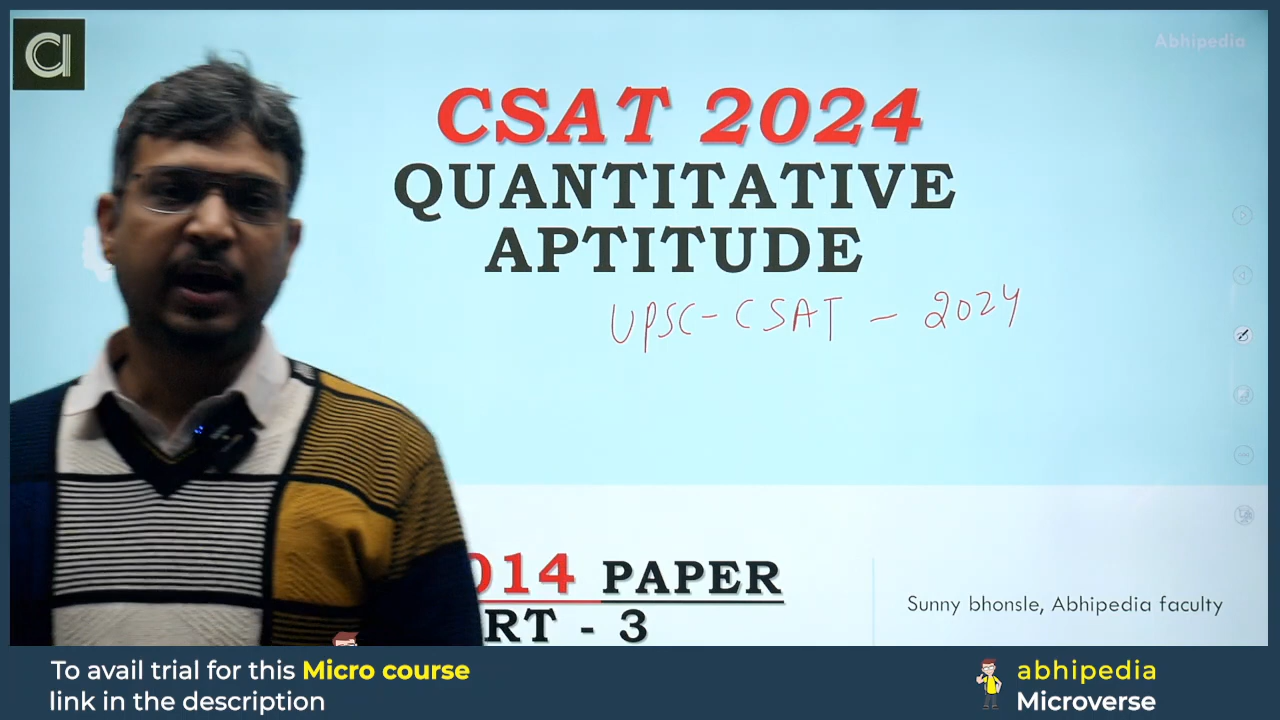 Abhipedia
CSAT 2024
QUANTITATIVE
APTITUDE
UPSC-CSAT - 2024
014 PAPER
RT - 3
Sunny bhonsle, Abhipedia faculty
To avail trial for this Micro course
link in the description
abhipedia
Microverse